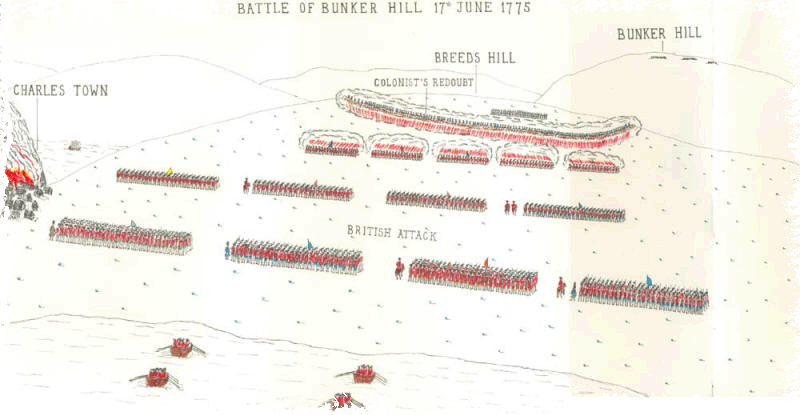 BATTLE OF BUNKER HILL 17th JUNE 1775
BUNKER HILL
BREEDS HILL
COLONIST'S REDOUBT
CHARLES TOWN
BRITISH ATTACK